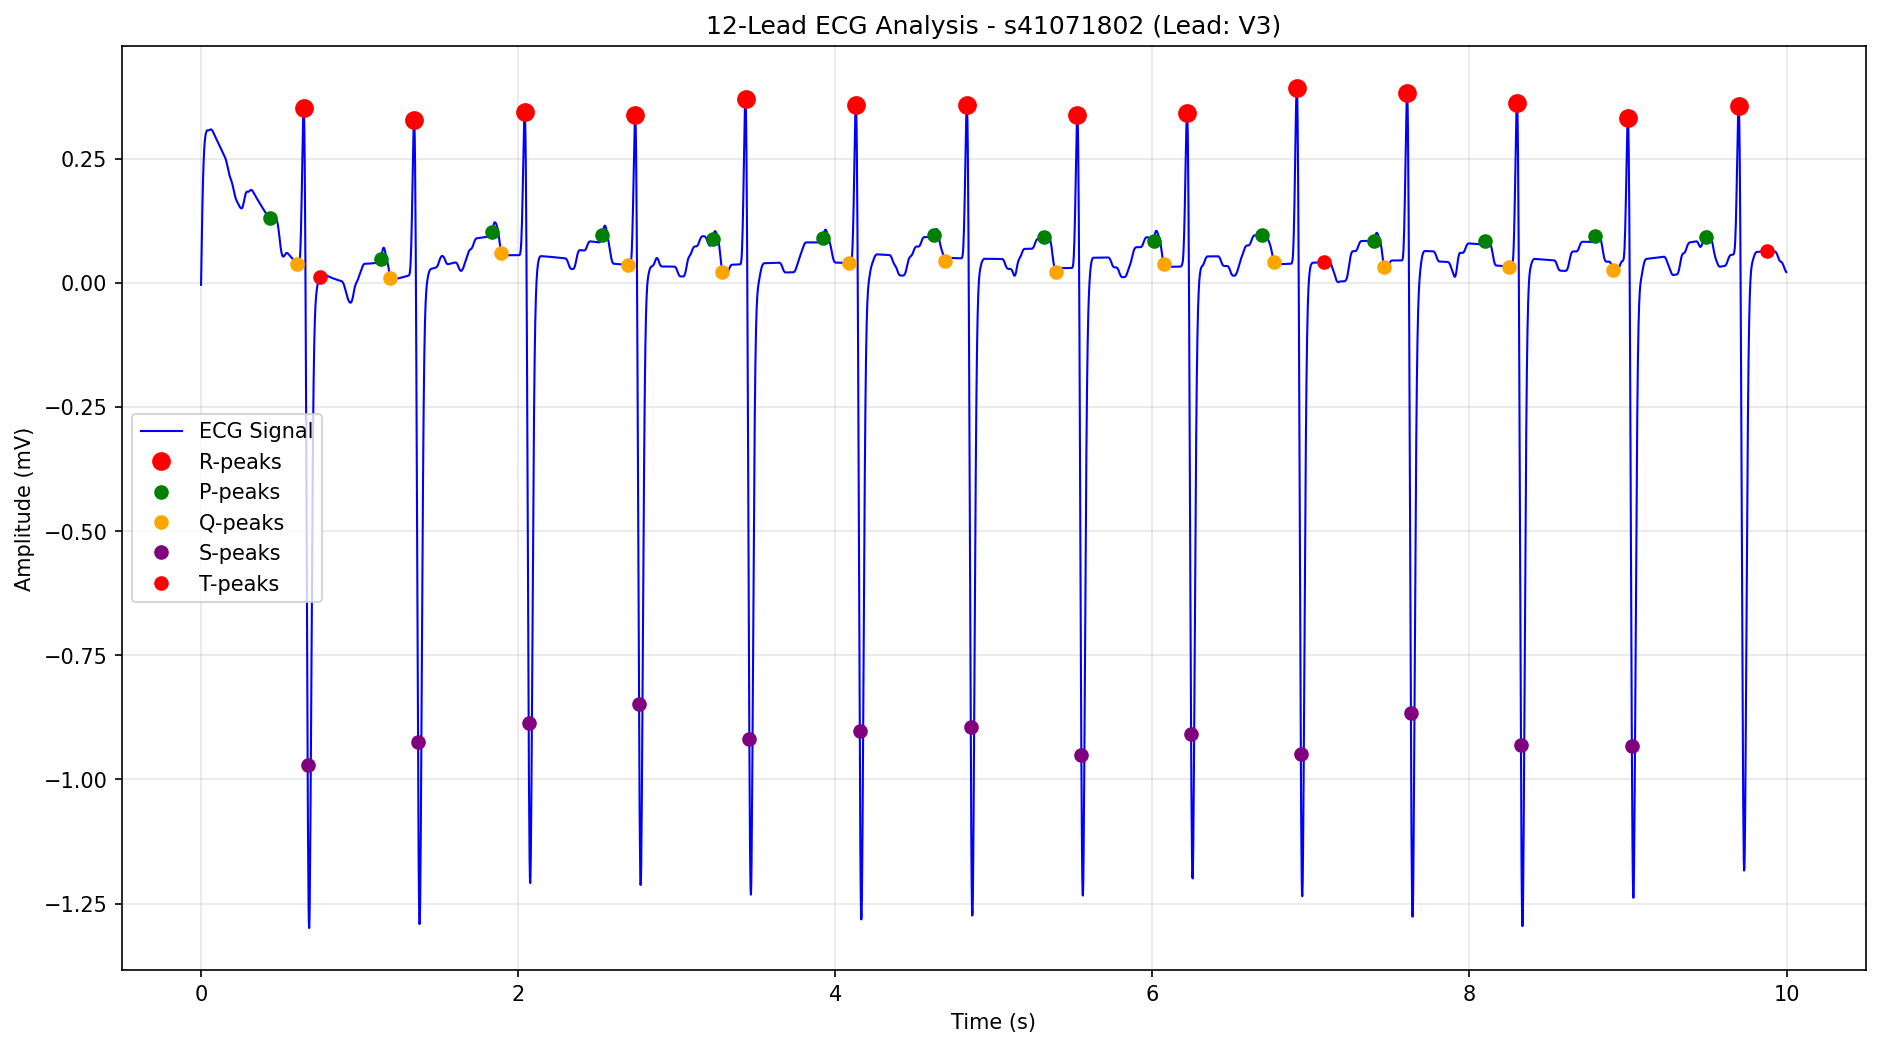 12-Lead ECG Analysis - s41071802 (Lead: V3)
Amplitude (mV)
0.25
0.00
−0.25
−0.50
−0.75
−1.00
−1.25
ECG Signal
R-peaks
P-peaks
Q-peaks
S-peaks
T-peaks
0 2 4 6 8 10
Time (s)